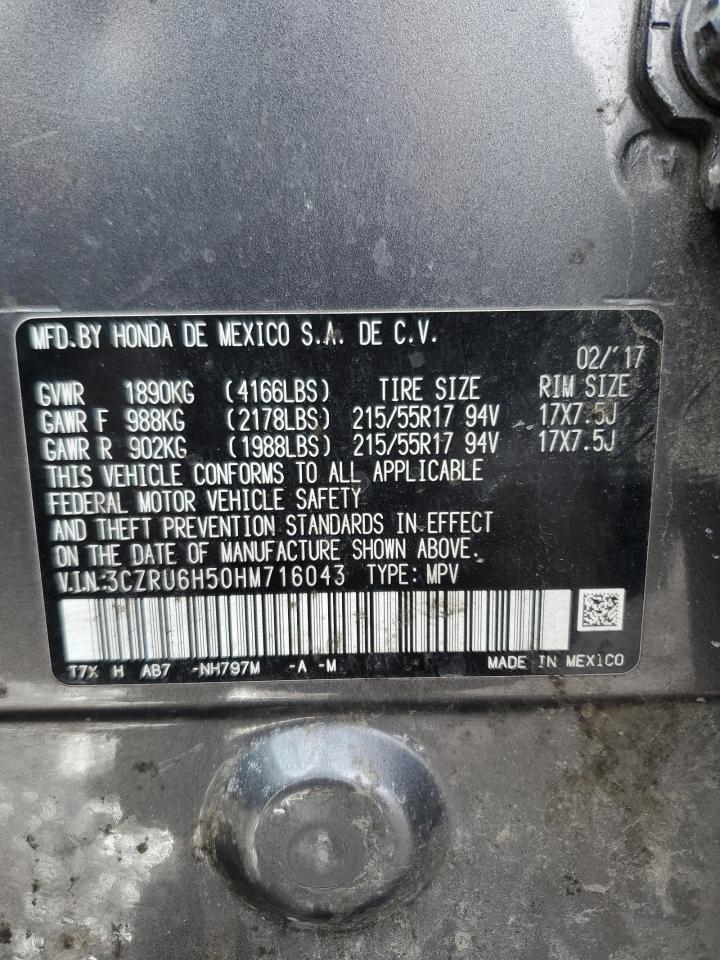 MFD.BY HONDA DE MEXICO S.A. DE C.V.
02/'17
GVWR 1890KG (4166LBS) TIRE SIZE RIM SIZE
GAWR F 988KG (2178LBS) 215/55R17 94V 17X7.5J
GAWR R 902KG (1988LBS) 215/55R17 94V 17X7.5J
THIS VEHICLE CONFORMS TO ALL APPLICABLE
FEDERAL MOTOR VEHICLE SAFETY
AND THEFT PREVENTION STANDARDS IN EFFECT
ON THE DATE OF MANUFACTURE SHOWN ABOVE.
V.I.N:3CZRU6H50HM716043 TYPE: MPV
T7X H AB7 -NH797M -A -M MADE IN MEXICO